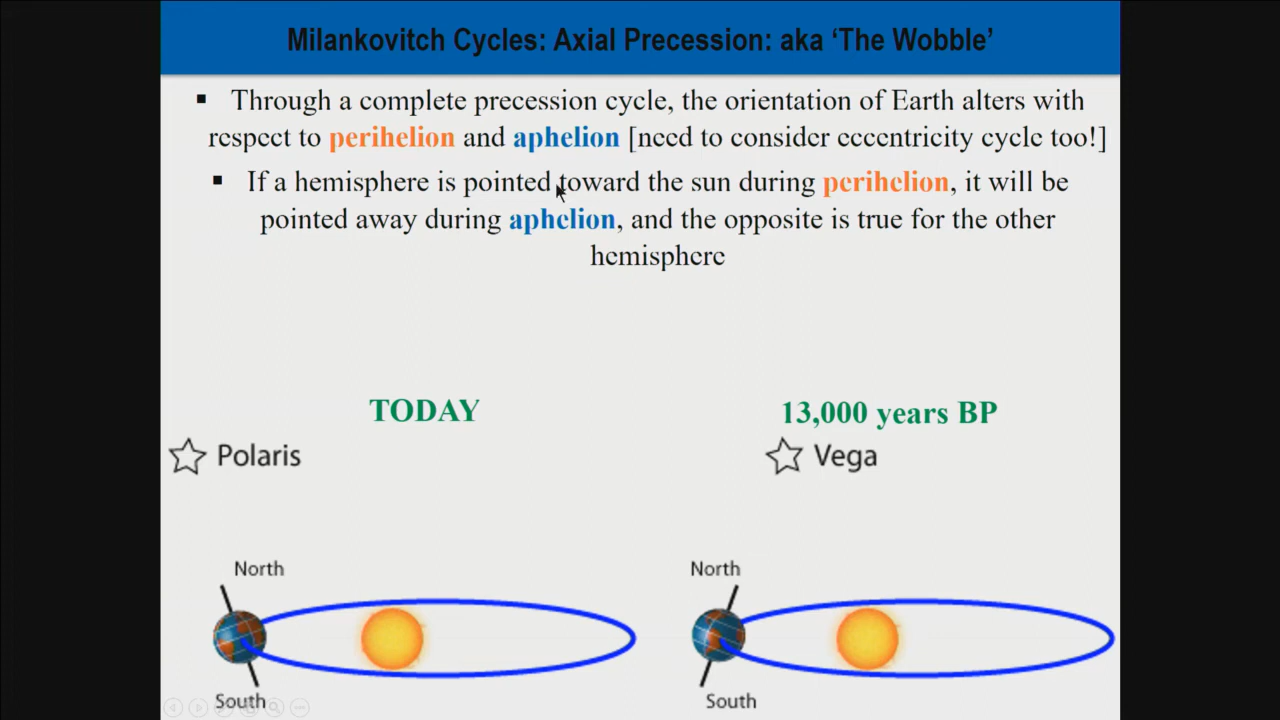 Milankovitch Cycles: Axial Precession: aka ‘The Wobble’
▪ Through a complete precession cycle, the orientation of Earth alters with
respect to perihelion and aphelion [need to consider eccentricity cycle too!]
▪ If a hemisphere is pointed toward the sun during perihelion, it will be
pointed away during aphelion, and the opposite is true for the other
hemisphere
TODAY
Polaris
North
South
13,000 years BP
Vega
North
South